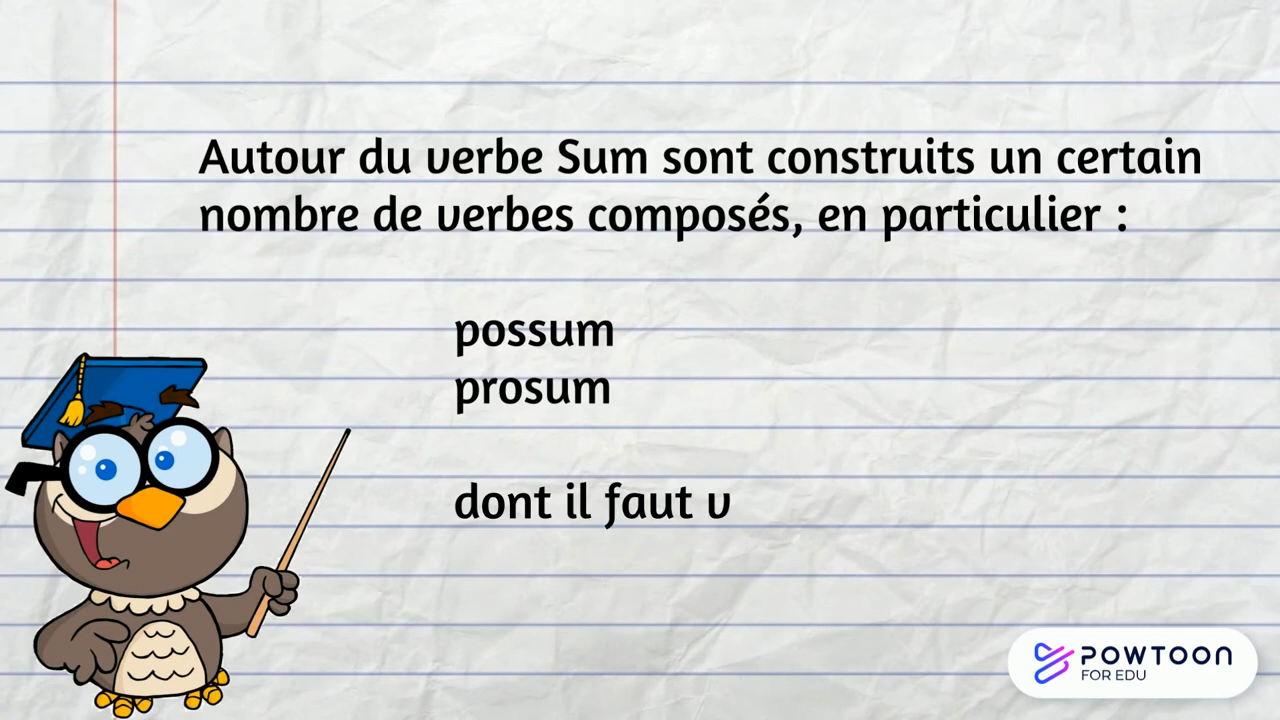 Autour du verbe Sum sont construits un certain
nombre de verbes composés, en particulier :
possum
prosum
dont il faut v
POWTOON
FOR EDU